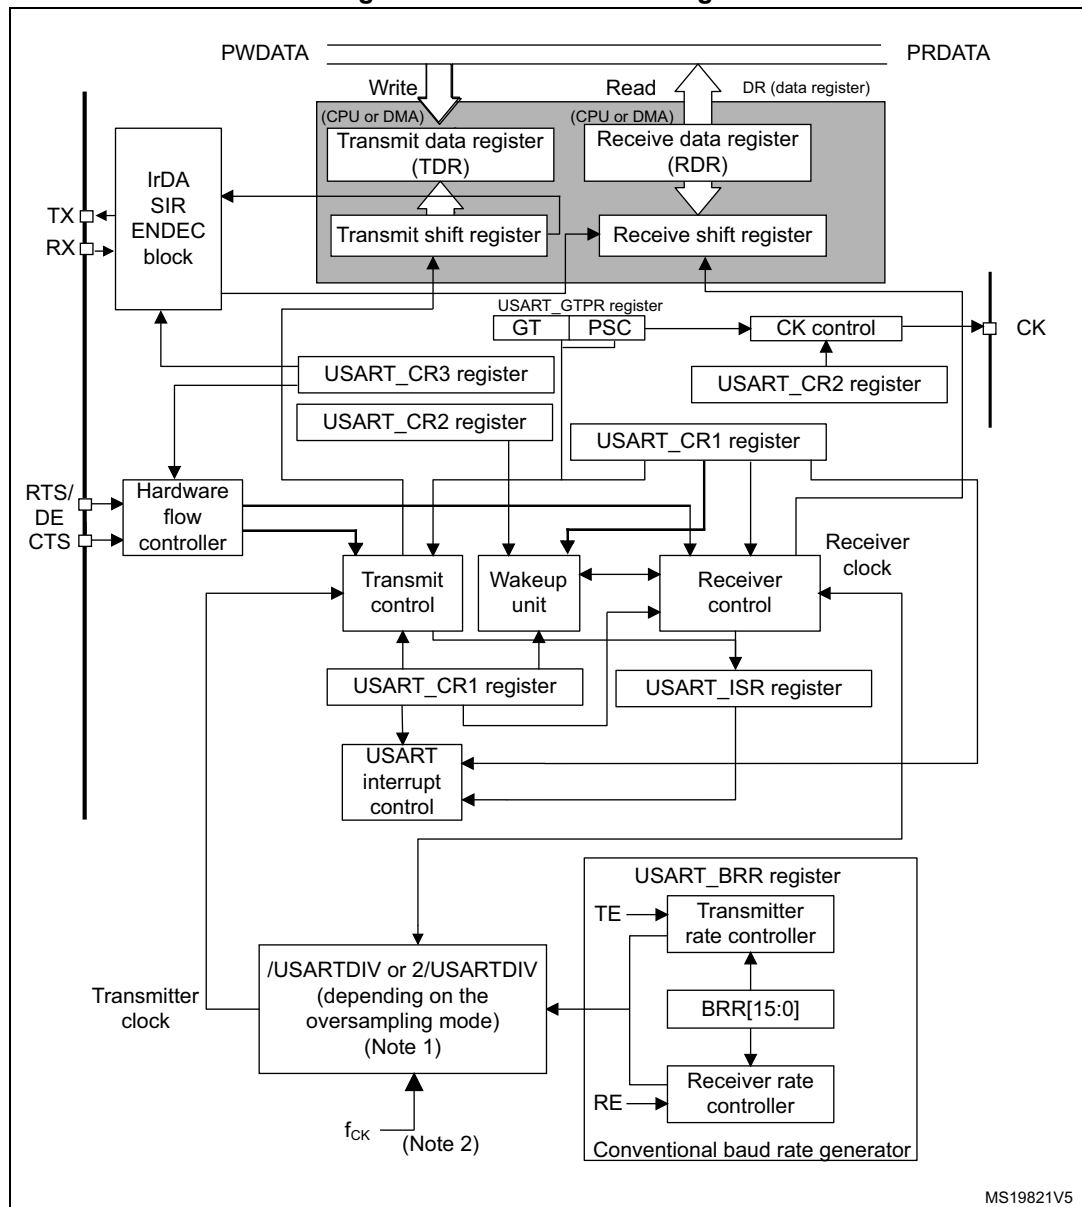 PWDATA
PRDATA
Write
Read
DR (data register)
(CPU or DMA)
(CPU or DMA)
Transmit data register
(TDR)
Receive data register
(RDR)
IrDA
SIR
ENDEC
block
TX
RX
Transmit shift register
Receive shift register
USART_GTPR register
GT
PSC
CK control
CK
USART_CR3 register
USART_CR2 register
USART_CR2 register
USART_CR1 register
RTS/
DE
CTS
Hardware
flow
controller
Transmit
control
Wakeup
unit
Receiver
control
Receiver
clock
USART_CR1 register
USART_ISR register
USART
interrupt
control
USART_BRR register
TE
Transmitter
rate controller
Transmitter
clock
/USARTDIV or 2/USARTDIV
(depending on the
oversampling mode)
(Note 1)
BRR[15:0]
RE
Receiver rate
controller
fCK
(Note 2)
Conventional baud rate generator
MS19821V5